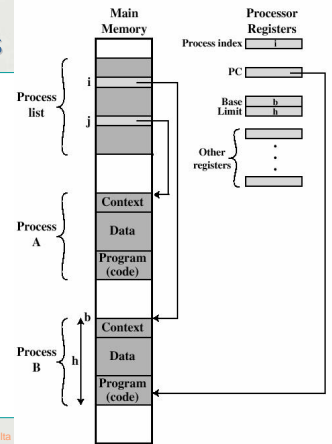 Main
Memory
Processor
Registers
Process index
i
PC
Base
b
Limit
h
Other
registers
Process
list
i
j
Process
A
Context
Data
Program
(code)
Process
B
b
h
Context
Data
Program
(code)